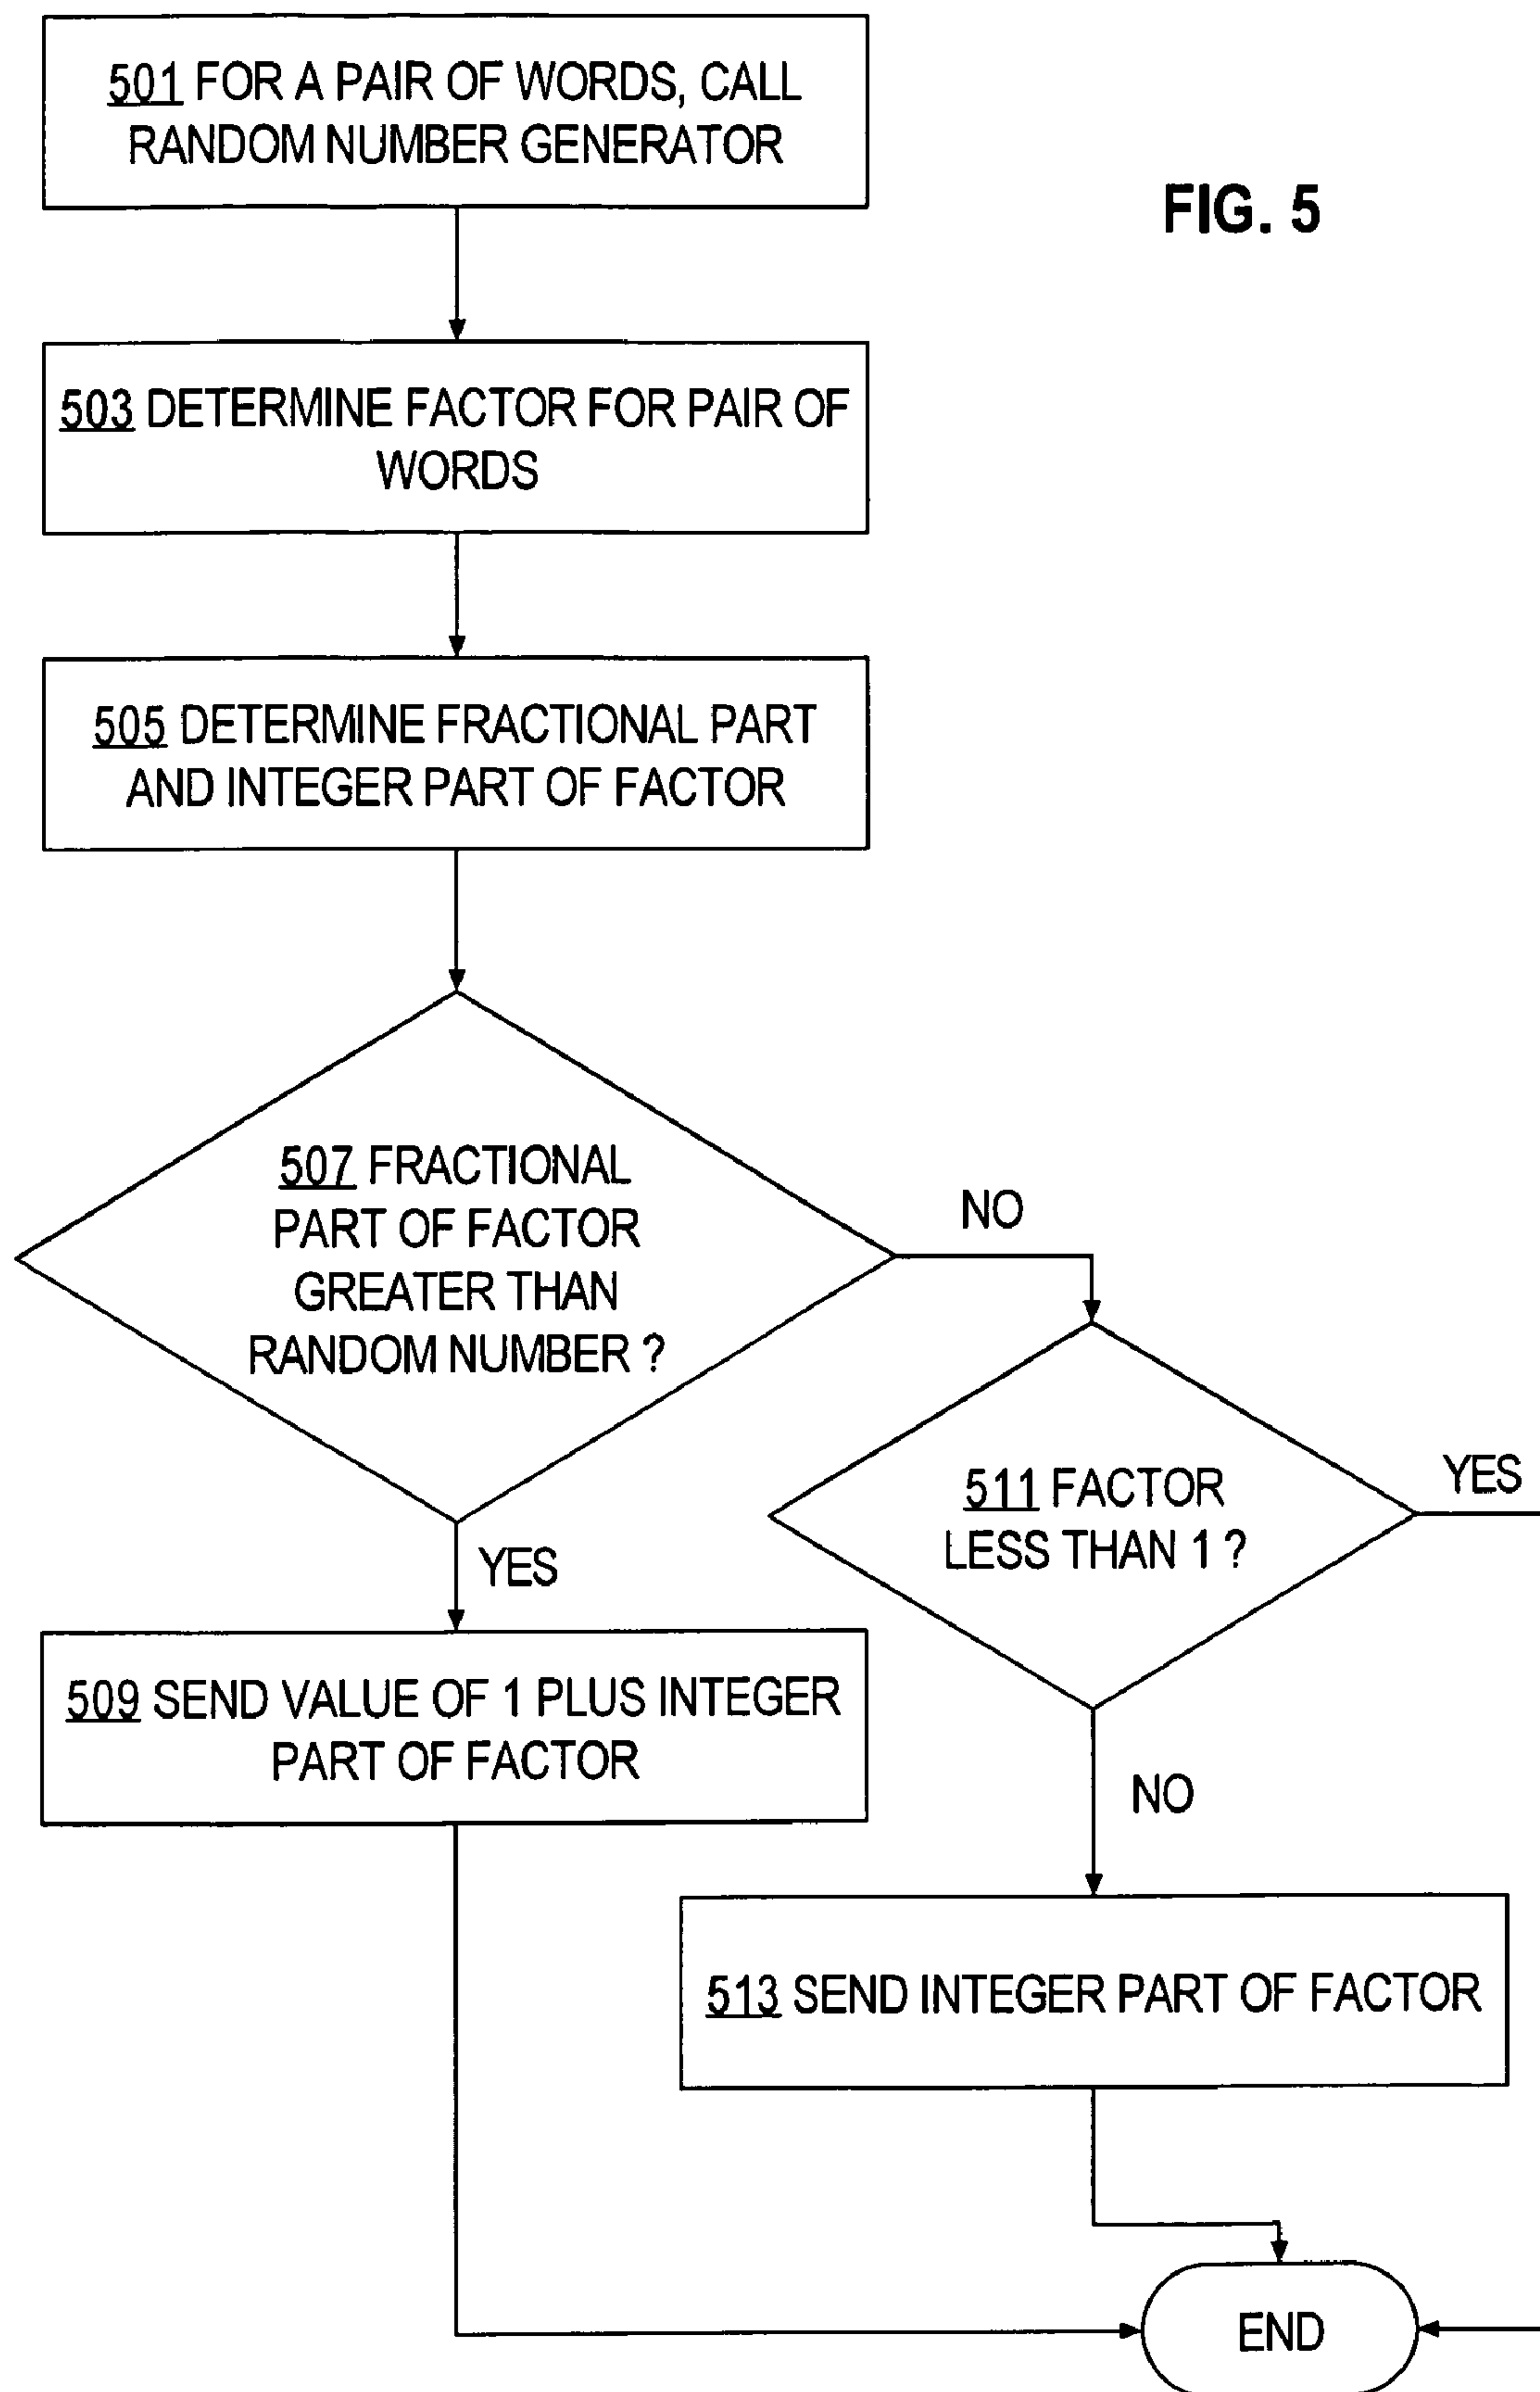 501 FOR A PAIR OF WORDS, CALL
RANDOM NUMBER GENERATOR
FIG. 5
503 DETERMINE FACTOR FOR PAIR OF
WORDS
505 DETERMINE FRACTIONAL PART
AND INTEGER PART OF FACTOR
507 FRACTIONAL
PART OF FACTOR
GREATER THAN
RANDOM NUMBER ?
NO
YES
511 FACTOR
LESS THAN 1 ?
YES
509 SEND VALUE OF 1 PLUS INTEGER
PART OF FACTOR
NO
513 SEND INTEGER PART OF FACTOR
END